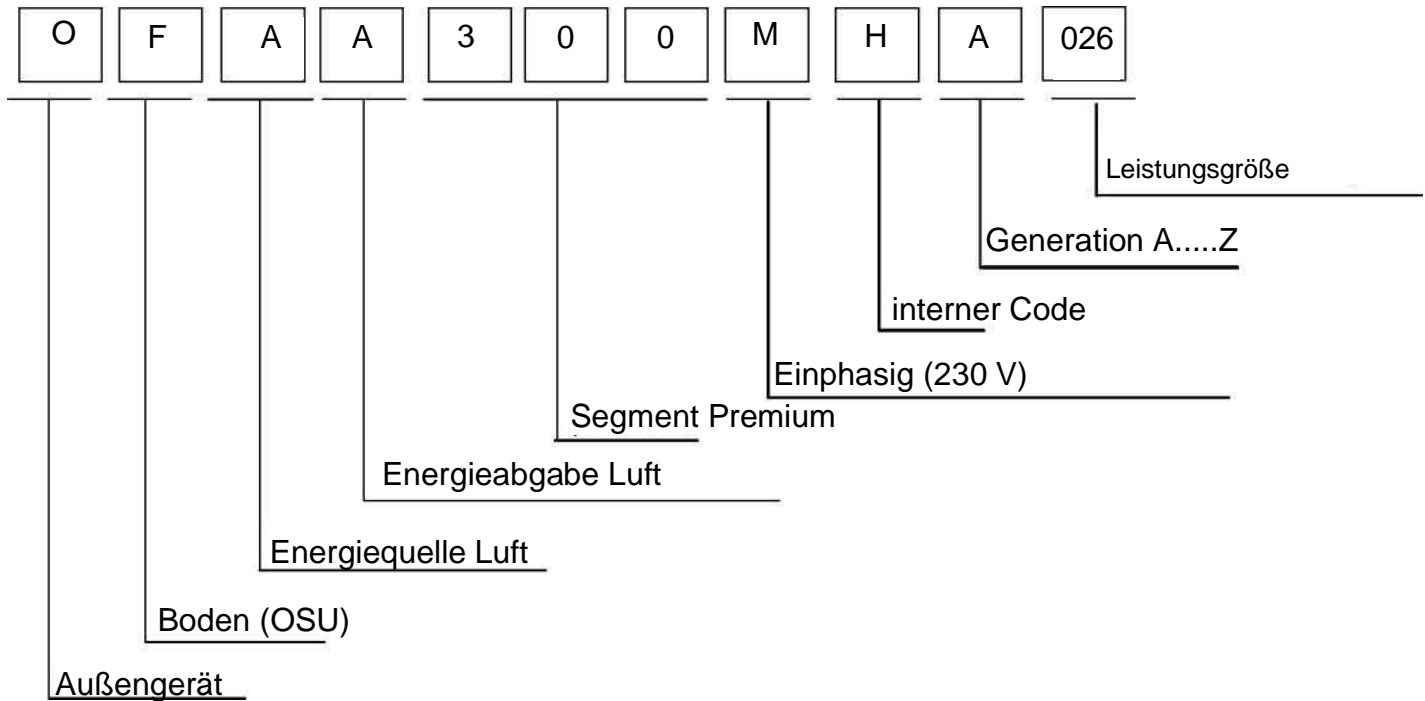 O F A A 3 0 0 M H A 026
Leistungsgröße
Generation A.....Z
interner Code
Einphasig (230 V)
Segment Premium
Energieabgabe Luft
Energiequelle Luft
Boden (OSU)
Außengerät